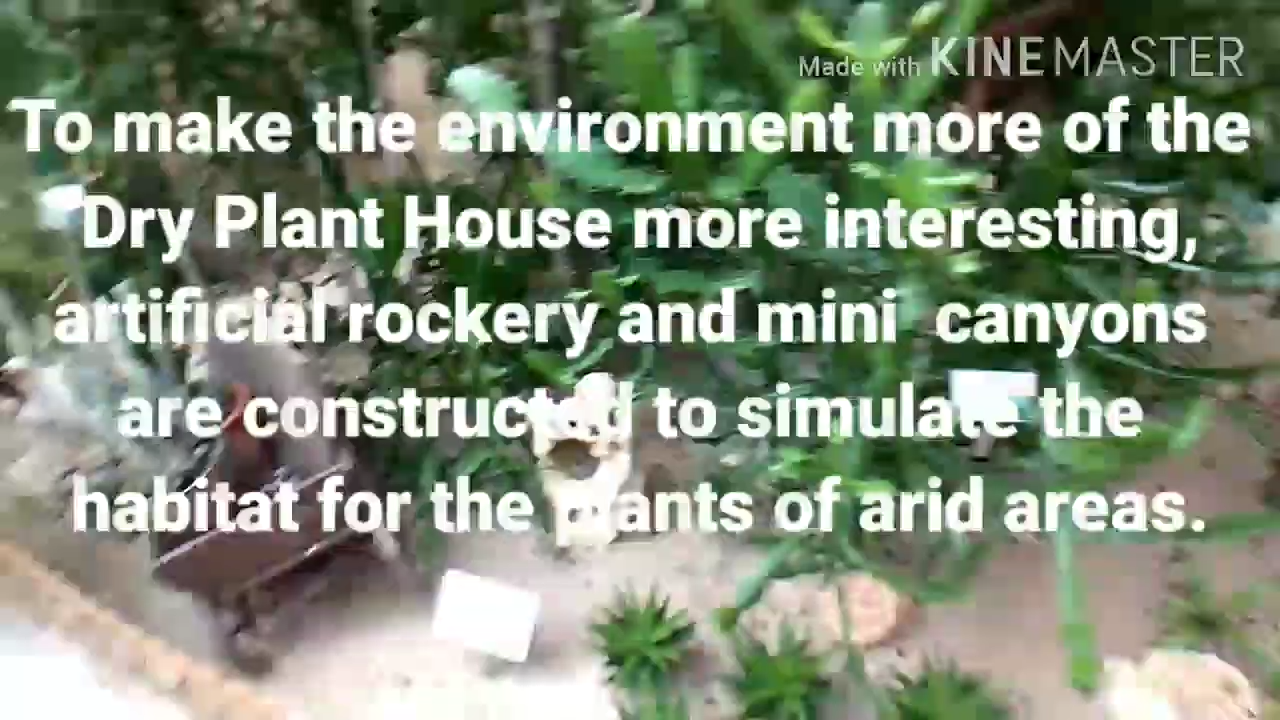 Made with KINEMASTER
To make the environment more of the
Dry Plant House more interesting,
artificial rockery and mini canyons
are constructed to simulate the
habitat for the plants of arid areas.